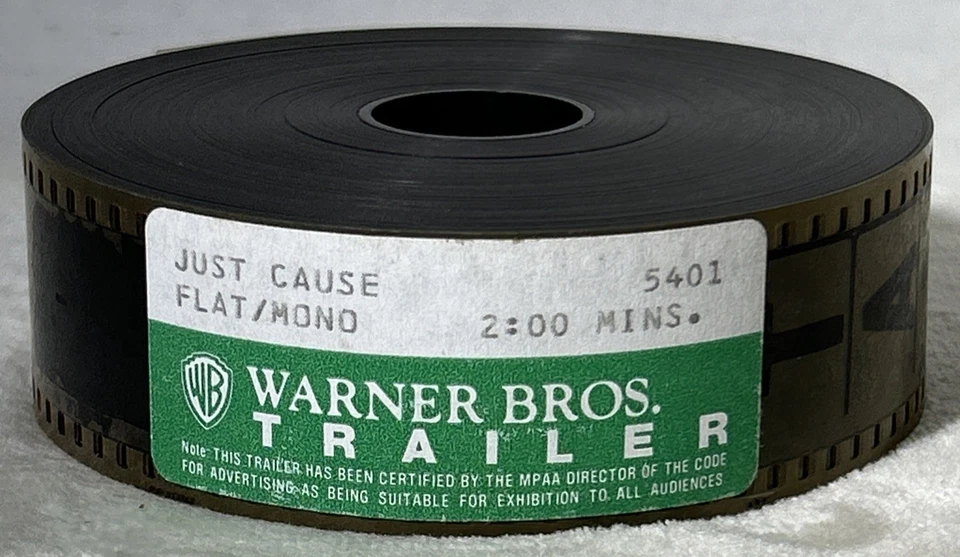 JUST CAUSE 5401
FLAT/MONO 2:00 MINS.
WB WARNER BROS.
TRAILER
Note: THIS TRAILER HAS BEEN CERTIFIED BY THE MPAA DIRECTOR OF THE CODE
FOR ADVERTISING AS BEING SUITABLE FOR EXHIBITION TO ALL AUDIENCES